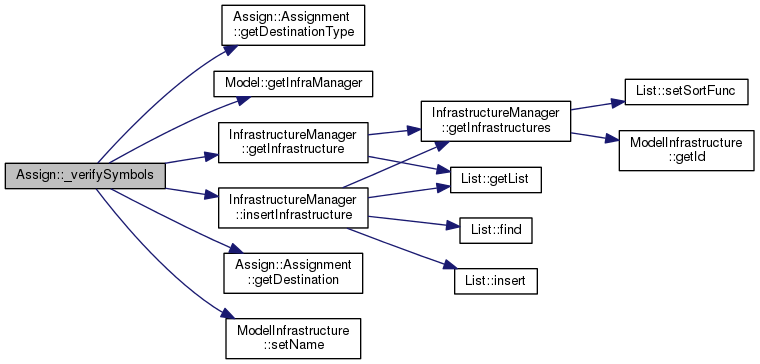 Assign::_verifySymbols
Assign::Assignment
::getDestinationType
Model::getInfraManager
InfrastructureManager
::getInfrastructure
InfrastructureManager
::insertInfrastructure
Assign::Assignment
::getDestination
ModelInfrastructure
::setName
InfrastructureManager
::getInfrastructures
List::getList
List::find
List::insert
List::setSortFunc
ModelInfrastructure
::getId